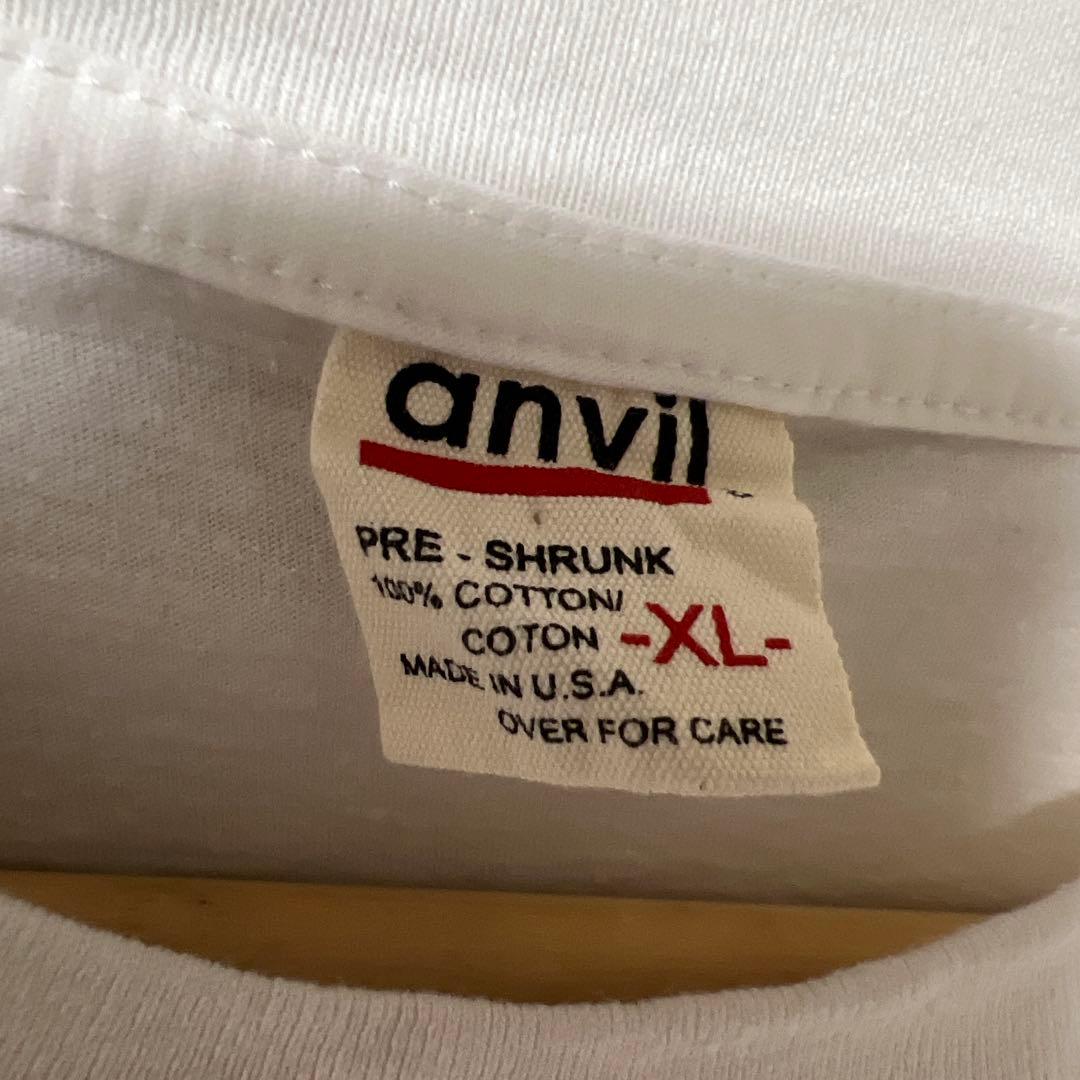 anvil
PRE - SHRUNK
100% COTTON/
COTON -XL-
MADE IN U.S.A.
OVER FOR CARE